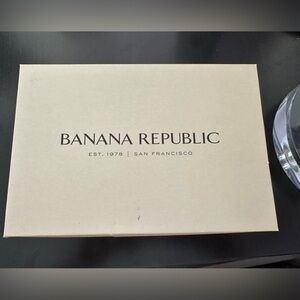 BANANA REPUBLIC
EST. 1978 | SAN FRANCISCO